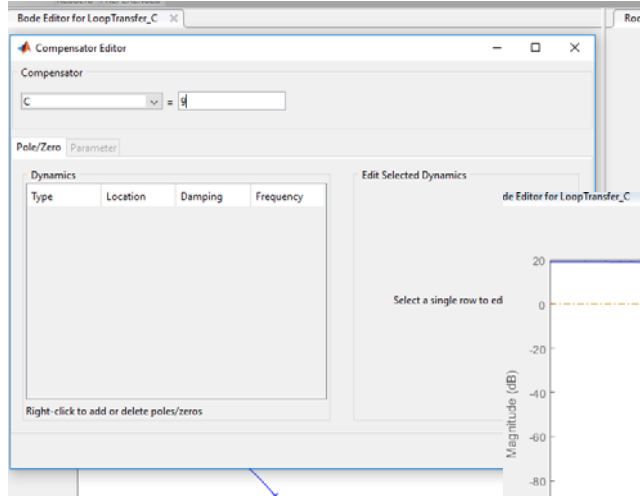 Bode Editor for LoopTransfer_C
Roo
Compensator Editor
Compensator
C = 9
Pole/Zero Parameter
Dynamics
Type Location Damping Frequency
Right-click to add or delete poles/zeros
Edit Selected Dynamics
Select a single row to ed
de Editor for LoopTransfer_C
20
0
-20
-40
-60
-80
Magnitude (dB)